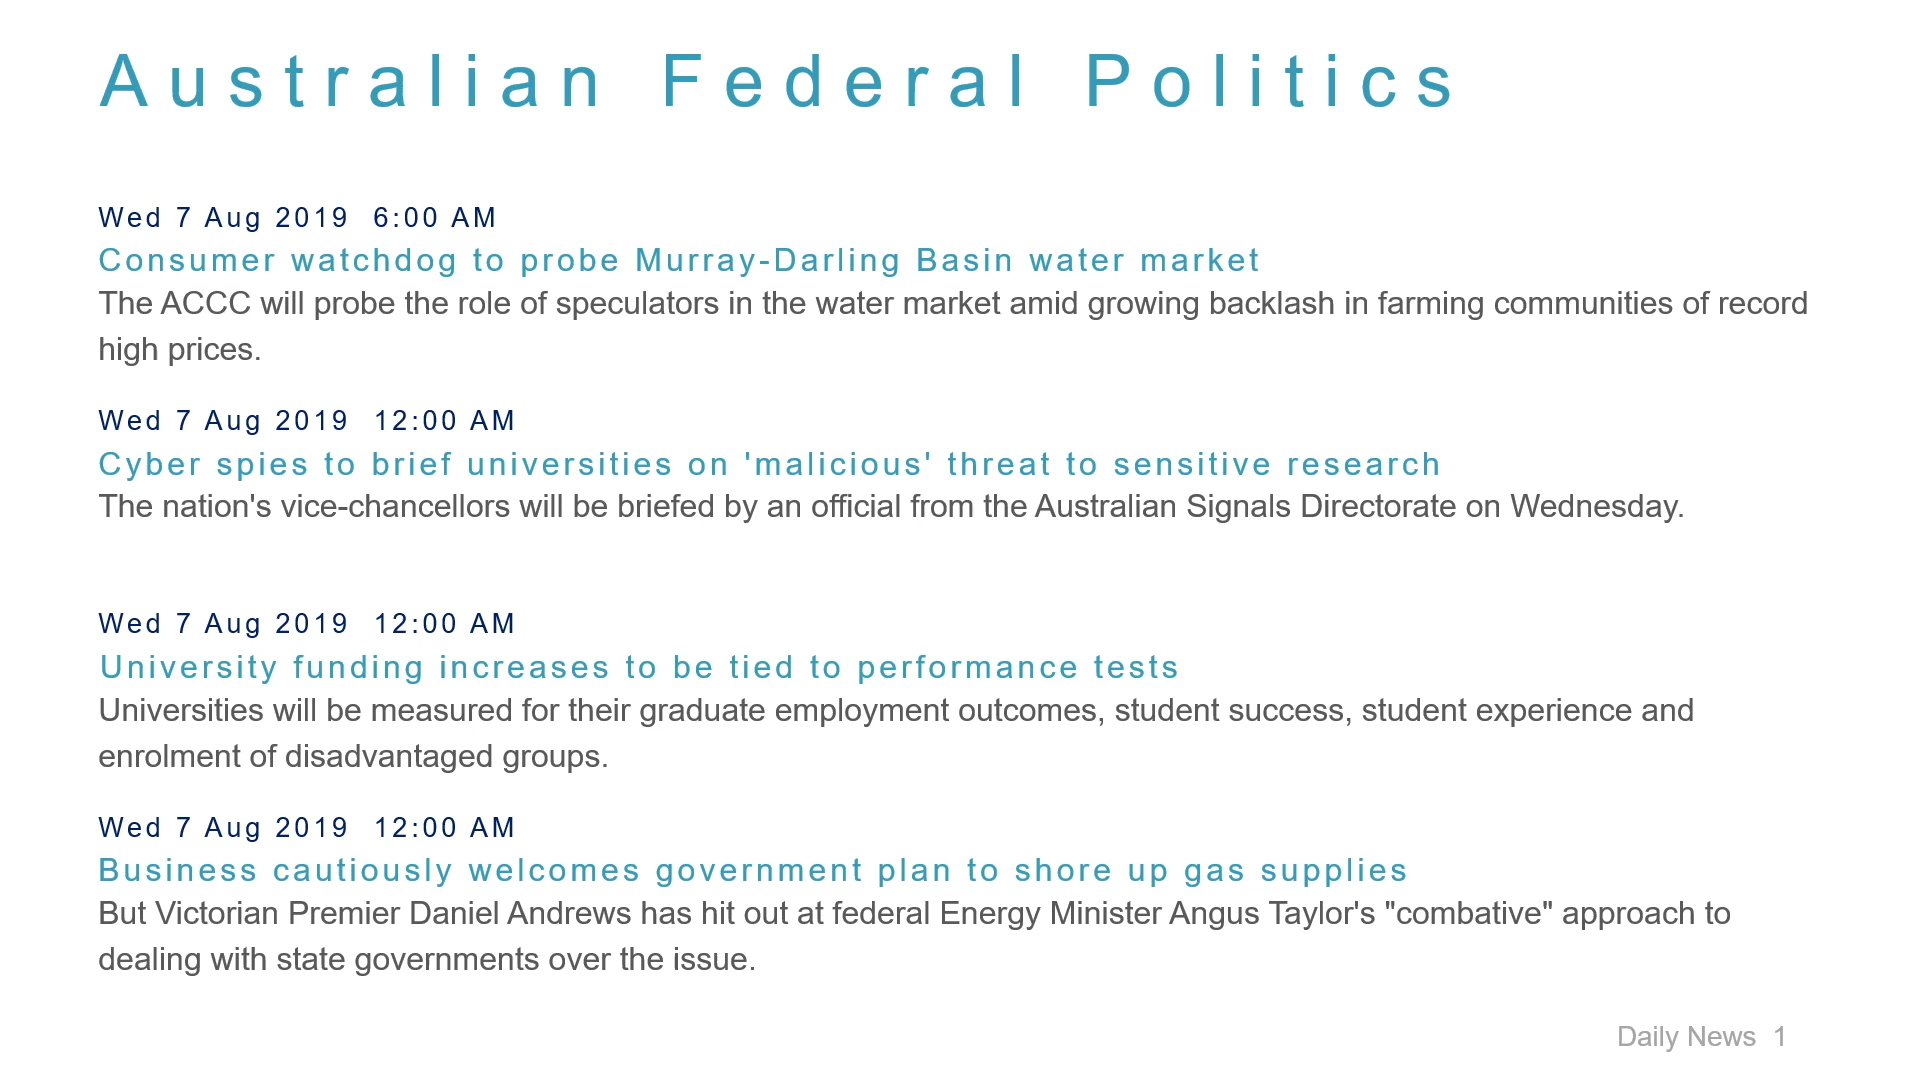 Australian Federal Politics
Wed 7 Aug 2019  6:00 AM
Consumer watchdog to probe Murray-Darling Basin water market
The ACCC will probe the role of speculators in the water market amid growing backlash in farming communities of record
high prices.
Wed 7 Aug 2019  12:00 AM
Cyber spies to brief universities on 'malicious' threat to sensitive research
The nation's vice-chancellors will be briefed by an official from the Australian Signals Directorate on Wednesday.
Wed 7 Aug 2019  12:00 AM
University funding increases to be tied to performance tests
Universities will be measured for their graduate employment outcomes, student success, student experience and
enrolment of disadvantaged groups.
Wed 7 Aug 2019  12:00 AM
Business cautiously welcomes government plan to shore up gas supplies
But Victorian Premier Daniel Andrews has hit out at federal Energy Minister Angus Taylor's "combative" approach to
dealing with state governments over the issue.
Daily News  1